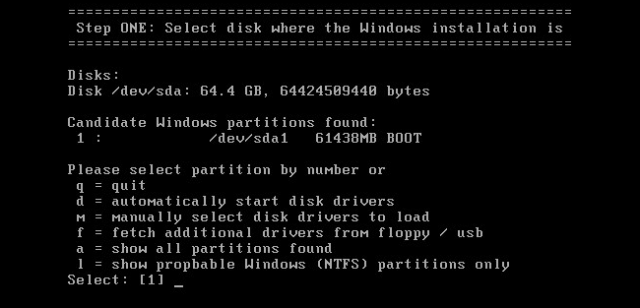 =====================================================
Step ONE: Select disk where the Windows installation is
=====================================================
Disks:
Disk /dev/sda: 64.4 GB, 64424509440 bytes
Candidate Windows partitions found:
1 : /dev/sda1 61438MB BOOT
Please select partition by number or
q = quit
d = automatically start disk drivers
m = manually select disk drivers to load
f = fetch additional drivers from floppy / usb
a = show all partitions found
l = show propbable Windows (NTFS) partitions only
Select: [1] _